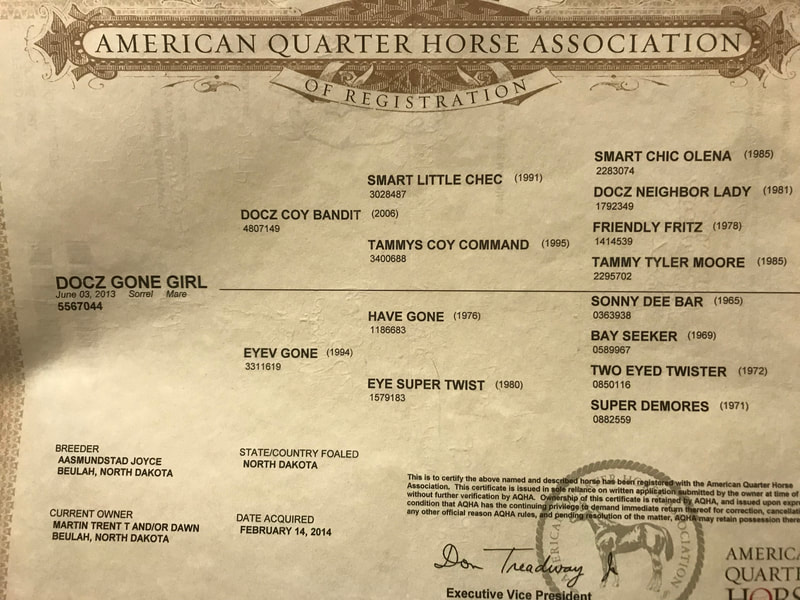 AMERICAN QUARTER HORSE ASSOCIATION
OF REGISTRATION
SMART CHIC OLENA (1985)
2283074
SMART LITTLE CHEC (1991)
3028487
DOCZ NEIGHBOR LADY (1981)
1792349
DOCZ COY BANDIT (2006)
4807149
FRIENDLY FRITZ (1978)
1414539
TAMMYS COY COMMAND (1995)
3400688
TAMMY TYLER MOORE (1985)
2295702
DOCZ GONE GIRL
June 03, 2013 Sorrel Mare
5567044
SONNY DEE BAR (1965)
0363938
HAVE GONE (1976)
1186683
BAY SEEKER (1969)
0589967
EYEV GONE (1994)
3311619
TWO EYED TWISTER (1972)
0850116
EYE SUPER TWIST (1980)
1579183
SUPER DEMORES (1971)
0882559
BREEDER
AASMUNDSTAD JOYCE
BEULAH, NORTH DAKOTA
STATE/COUNTRY FOALED
NORTH DAKOTA
CURRENT OWNER
MARTIN TRENT T AND/OR DAWN
BEULAH, NORTH DAKOTA
DATE ACQUIRED
FEBRUARY 14, 2014
This is to certify the above named and described horse has been registered with the American Quarter Horse
Association. This certificate is issued in sole reliance on written application submitted by the owner at time of
without further verification by AQHA. Ownership of this certificate is retained by AQHA, and issued upon
condition that AQHA has the continuing privilege to demand immediate return thereof for correction,
any other official reason AQHA rules, and pending resolution of the matter, AQHA may retain possession
Don Treadway Jr
Executive Vice President
AMERICA
QUARTE
HORS